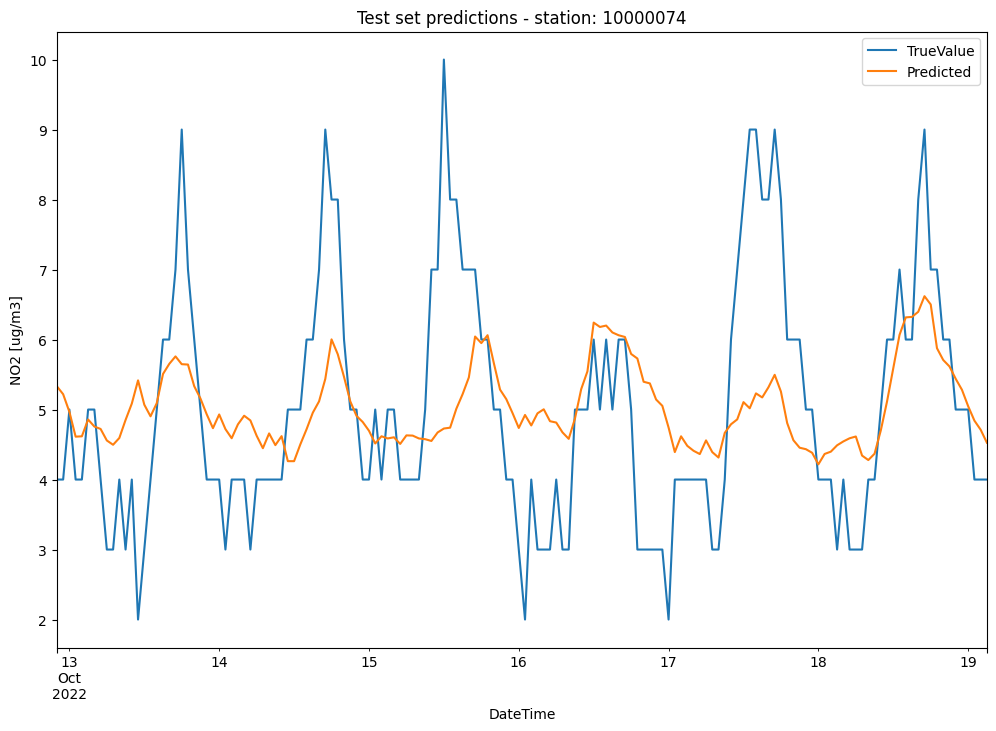 Test set predictions - station: 10000074
TrueValue
Predicted
NO2 [ug/m3]
10
9
8
7
6
5
4
3
2
13 14 15 16 17 18 19
Oct
2022
DateTime